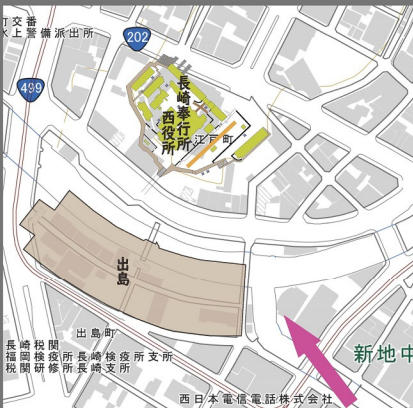 町交番
水上警備派出所
202
499
長崎奉行所
西役所
江戸町
出島
出島町
長崎税関
福岡検疫所長崎検疫所支所
税関研修所長崎支所
新地中
西日本電信電話株式会社